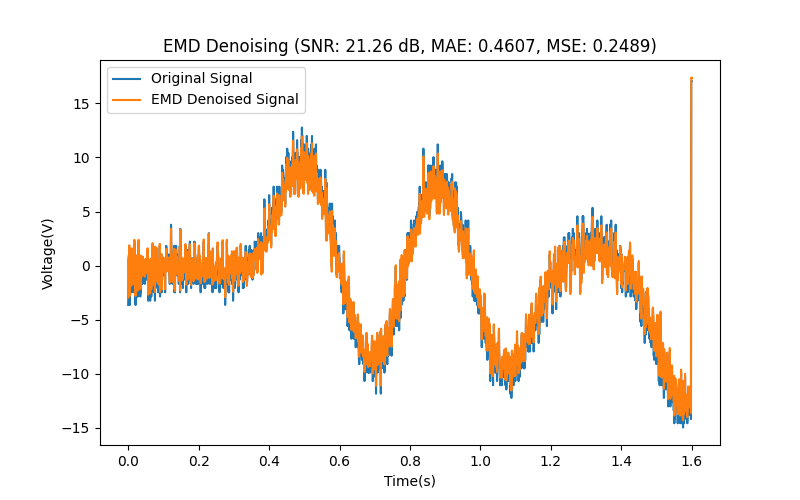 EMD Denoising (SNR: 21.26 dB, MAE: 0.4607, MSE: 0.2489)
Original Signal
EMD Denoised Signal
15
10
5
0
−5
−10
−15
Voltage(V)
0.0 0.2 0.4 0.6 0.8 1.0 1.2 1.4 1.6
Time(s)